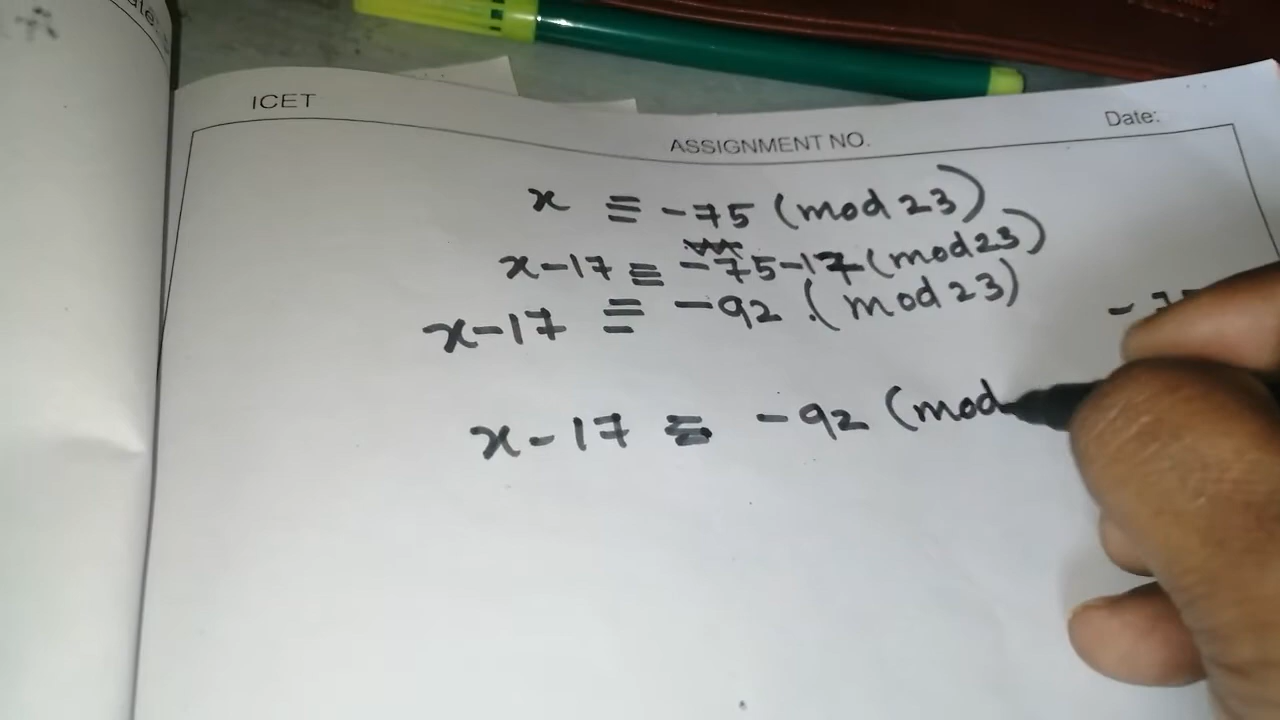 ICET
ASSIGNMENT NO.
Date:
x ≡ -75 (mod 23)
x-17 ≡ -75-17 (mod 23)
x-17 ≡ -92 (mod 23)
x-17 ≡ -92 (mod